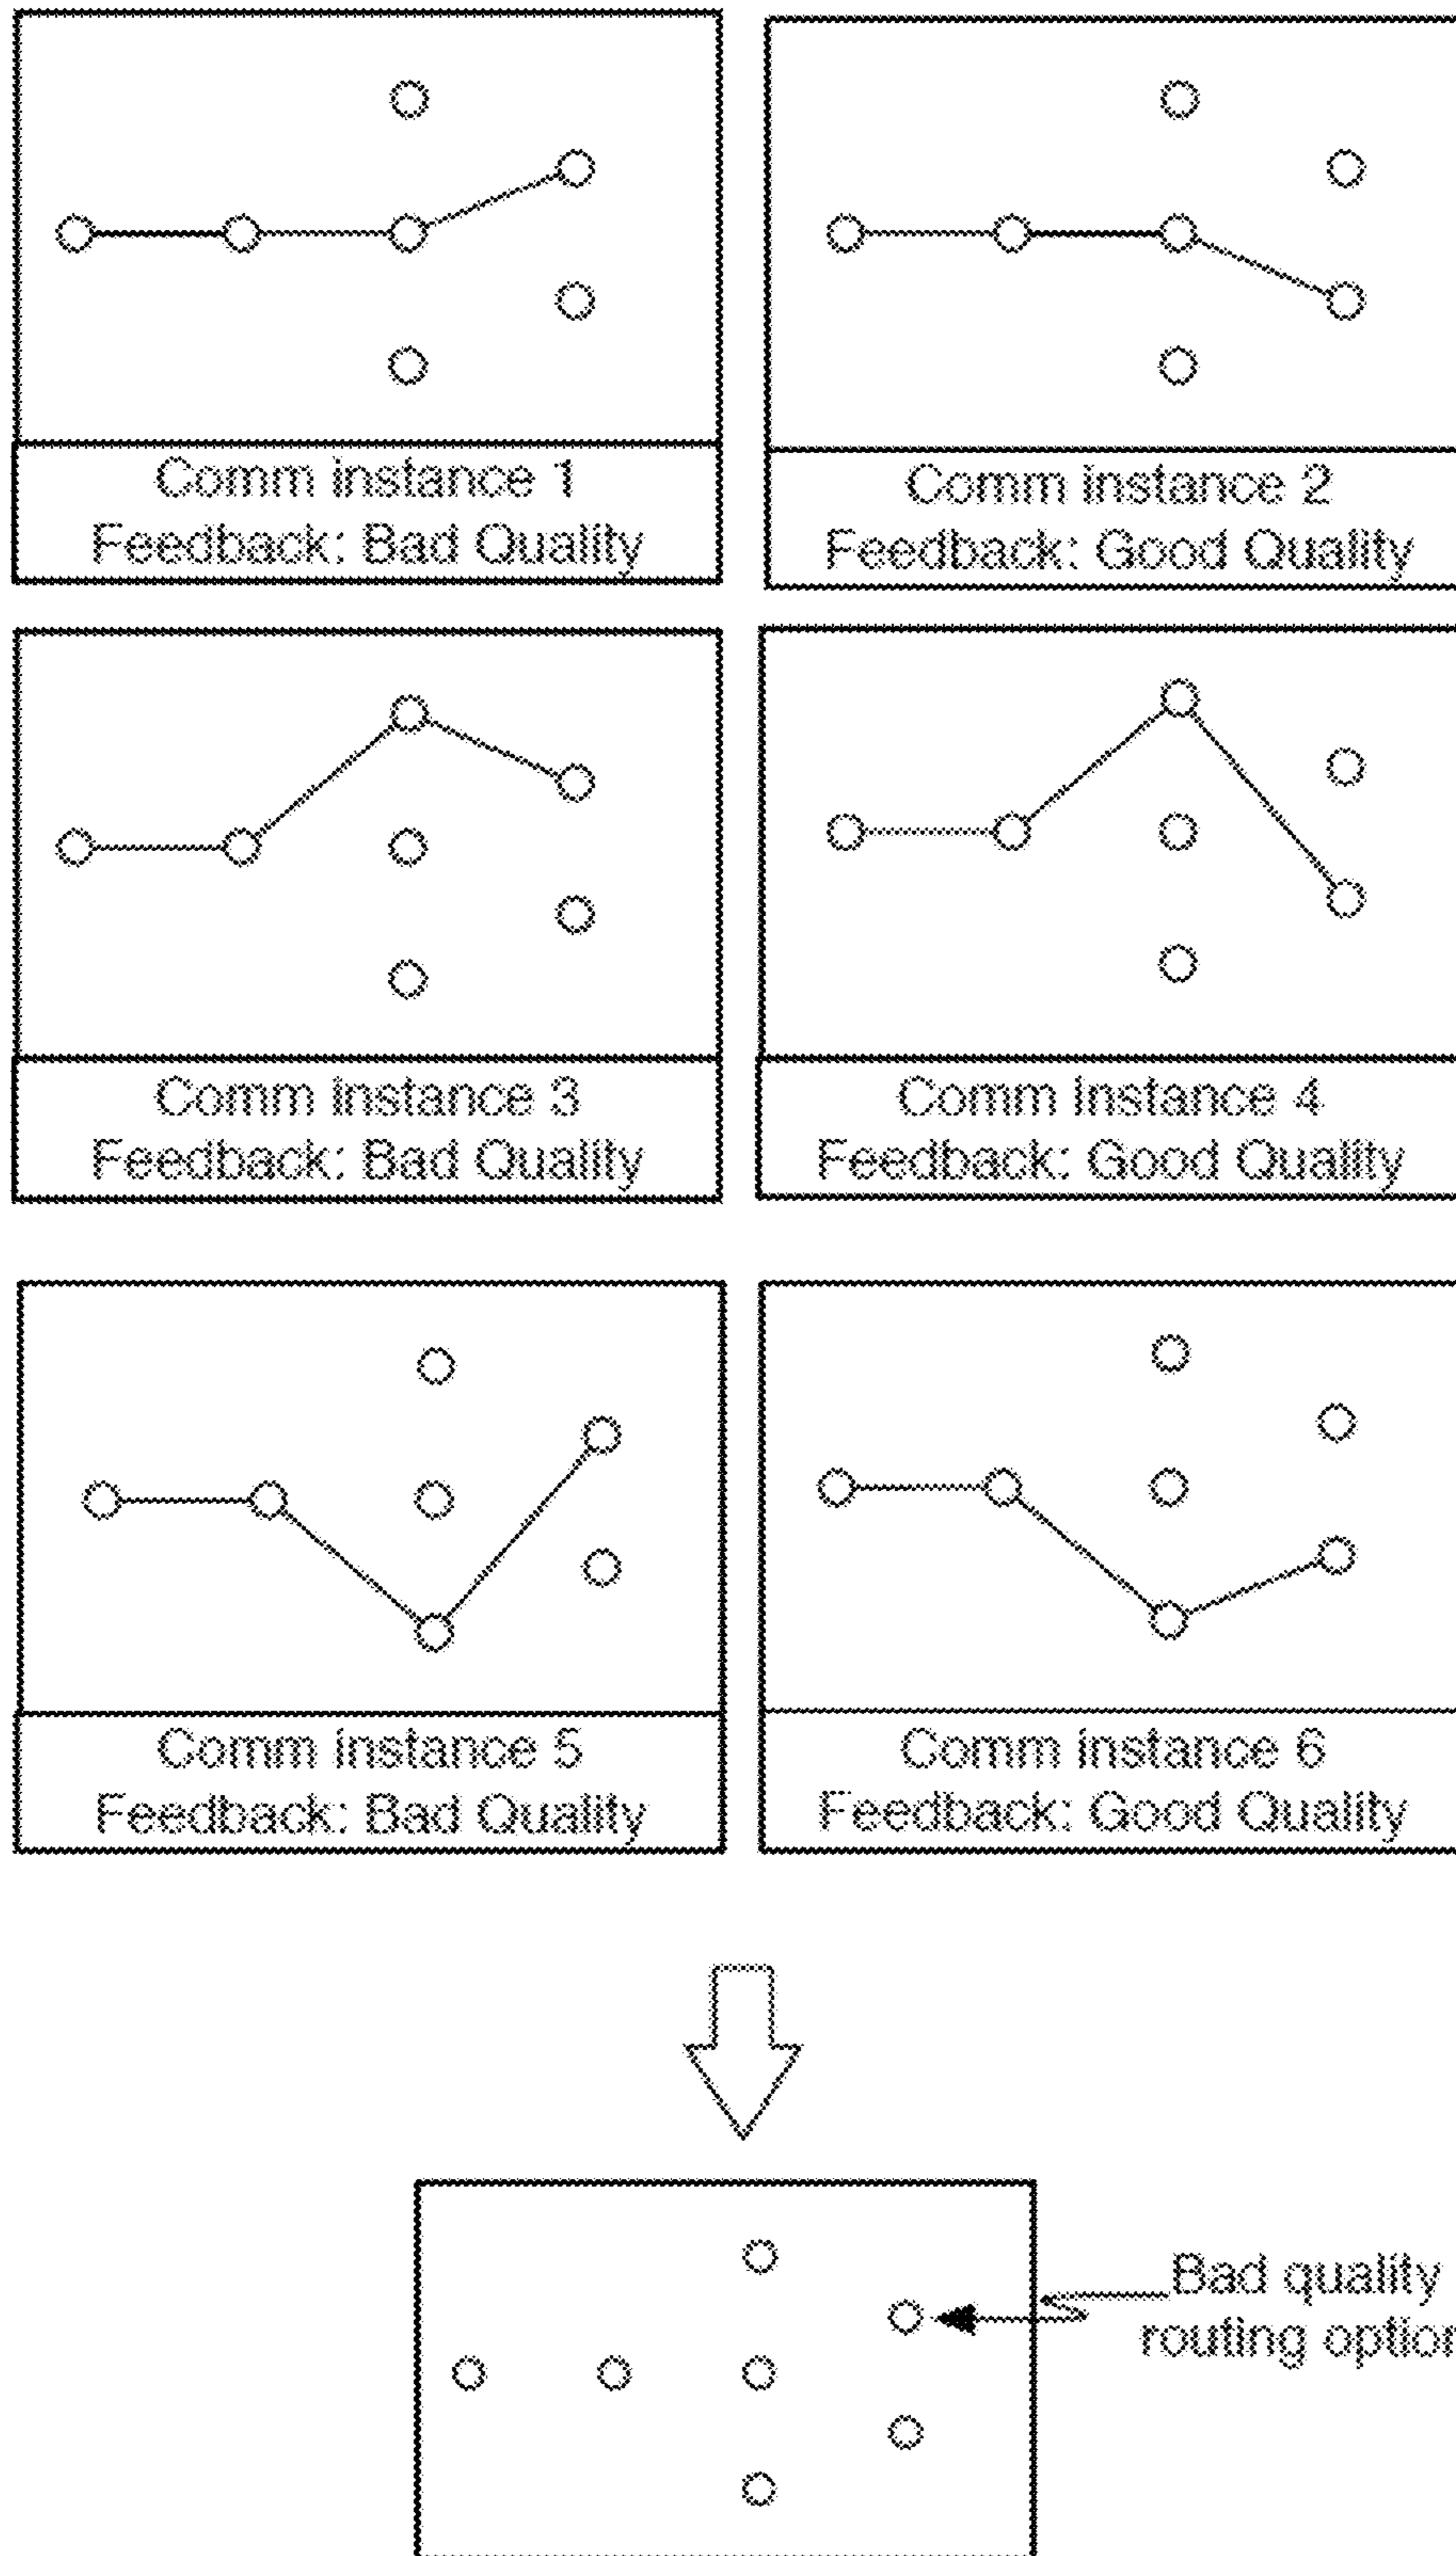 Comm instance 1
Feedback: Bad Quality
Comm instance 2
Feedback: Good Quality
Comm instance 3
Feedback: Bad Quality
Comm instance 4
Feedback: Good Quality
Comm instance 5
Feedback: Bad Quality
Comm instance 6
Feedback: Good Quality
Bad quality
routing option